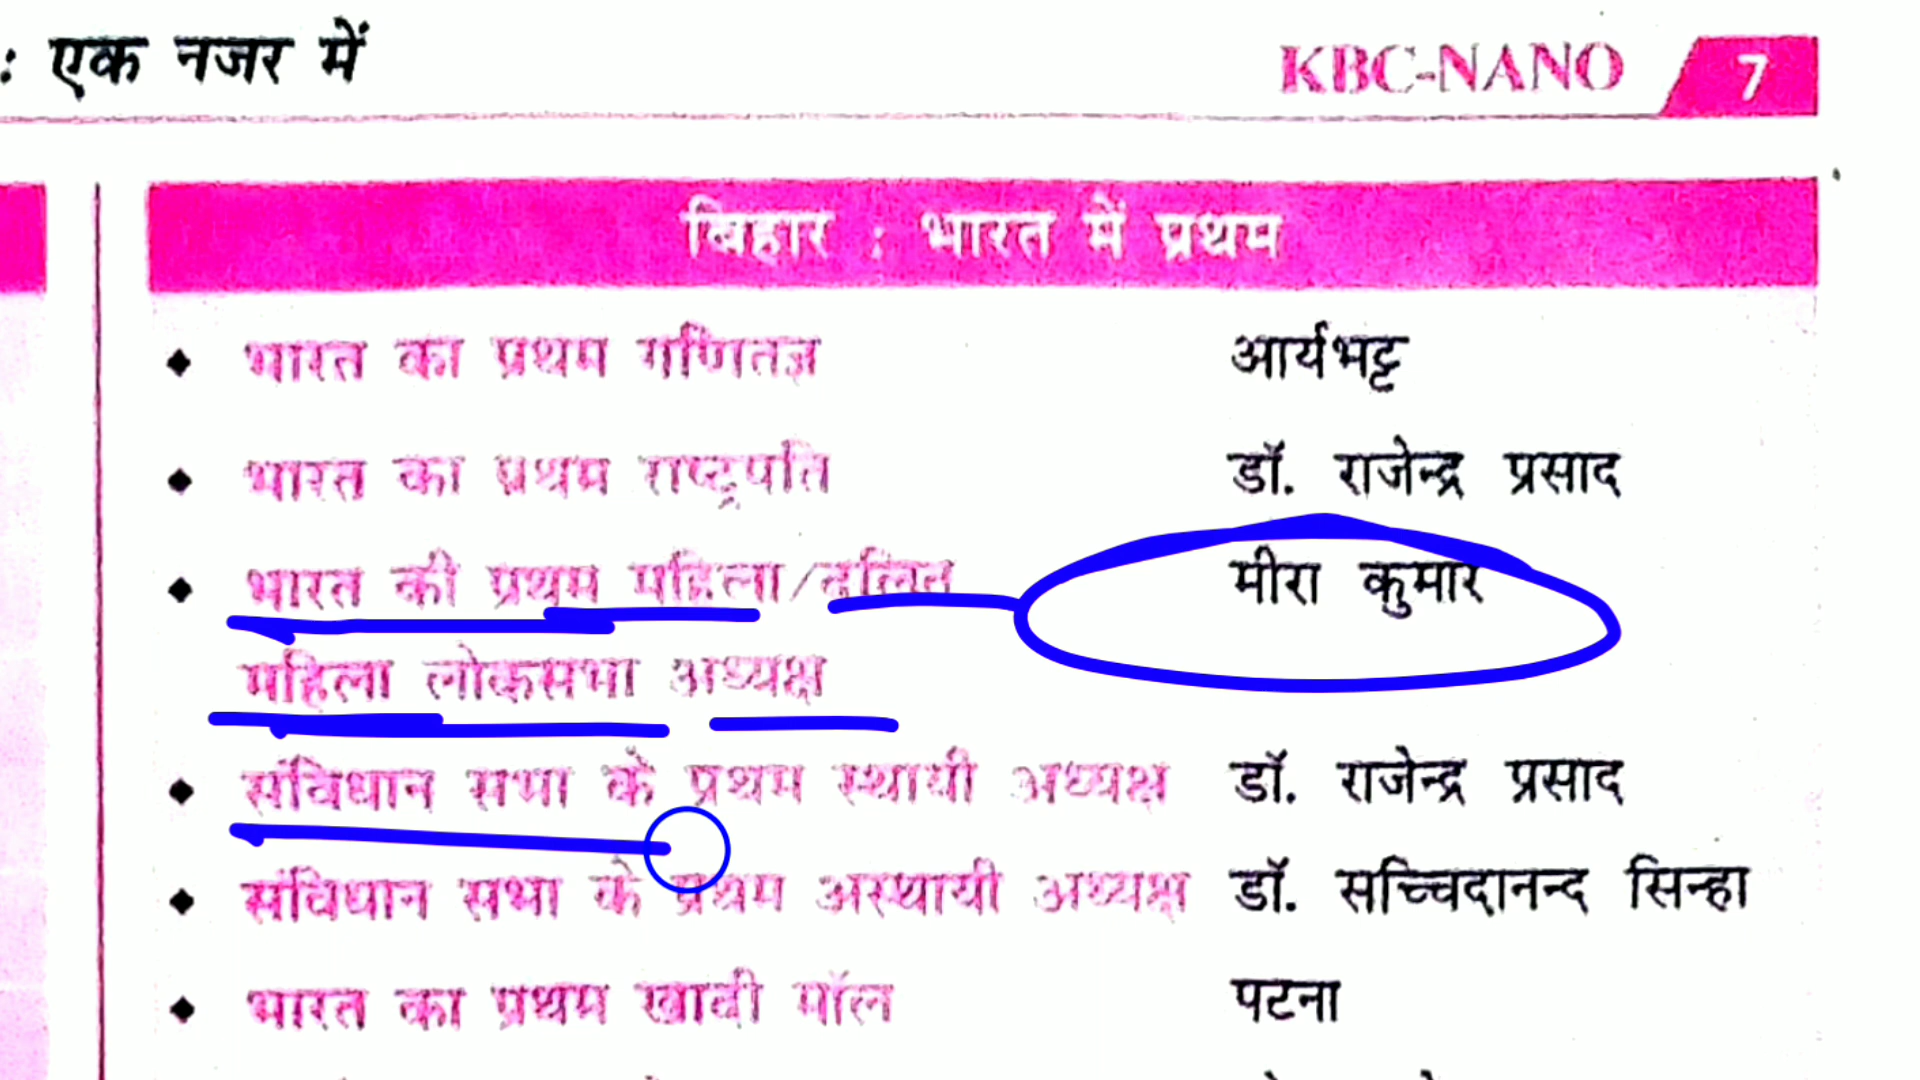 : एक नजर में
KBC-NANO 7
बिहार : भारत में प्रथम
◆ भारत का प्रथम गणितज्ञ आर्यभट्ट
◆ भारत का प्रथम राष्ट्रपति डॉ. राजेन्द्र प्रसाद
◆ भारत की प्रथम महिला/दलित मीरा कुमार
महिला लोकसभा अध्यक्ष
◆ संविधान सभा के प्रथम स्थायी अध्यक्ष डॉ. राजेन्द्र प्रसाद
◆ संविधान सभा के प्रथम अस्थायी अध्यक्ष डॉ. सच्चिदानन्द सिन्हा
◆ भारत का प्रथम खादी मॉल पटना